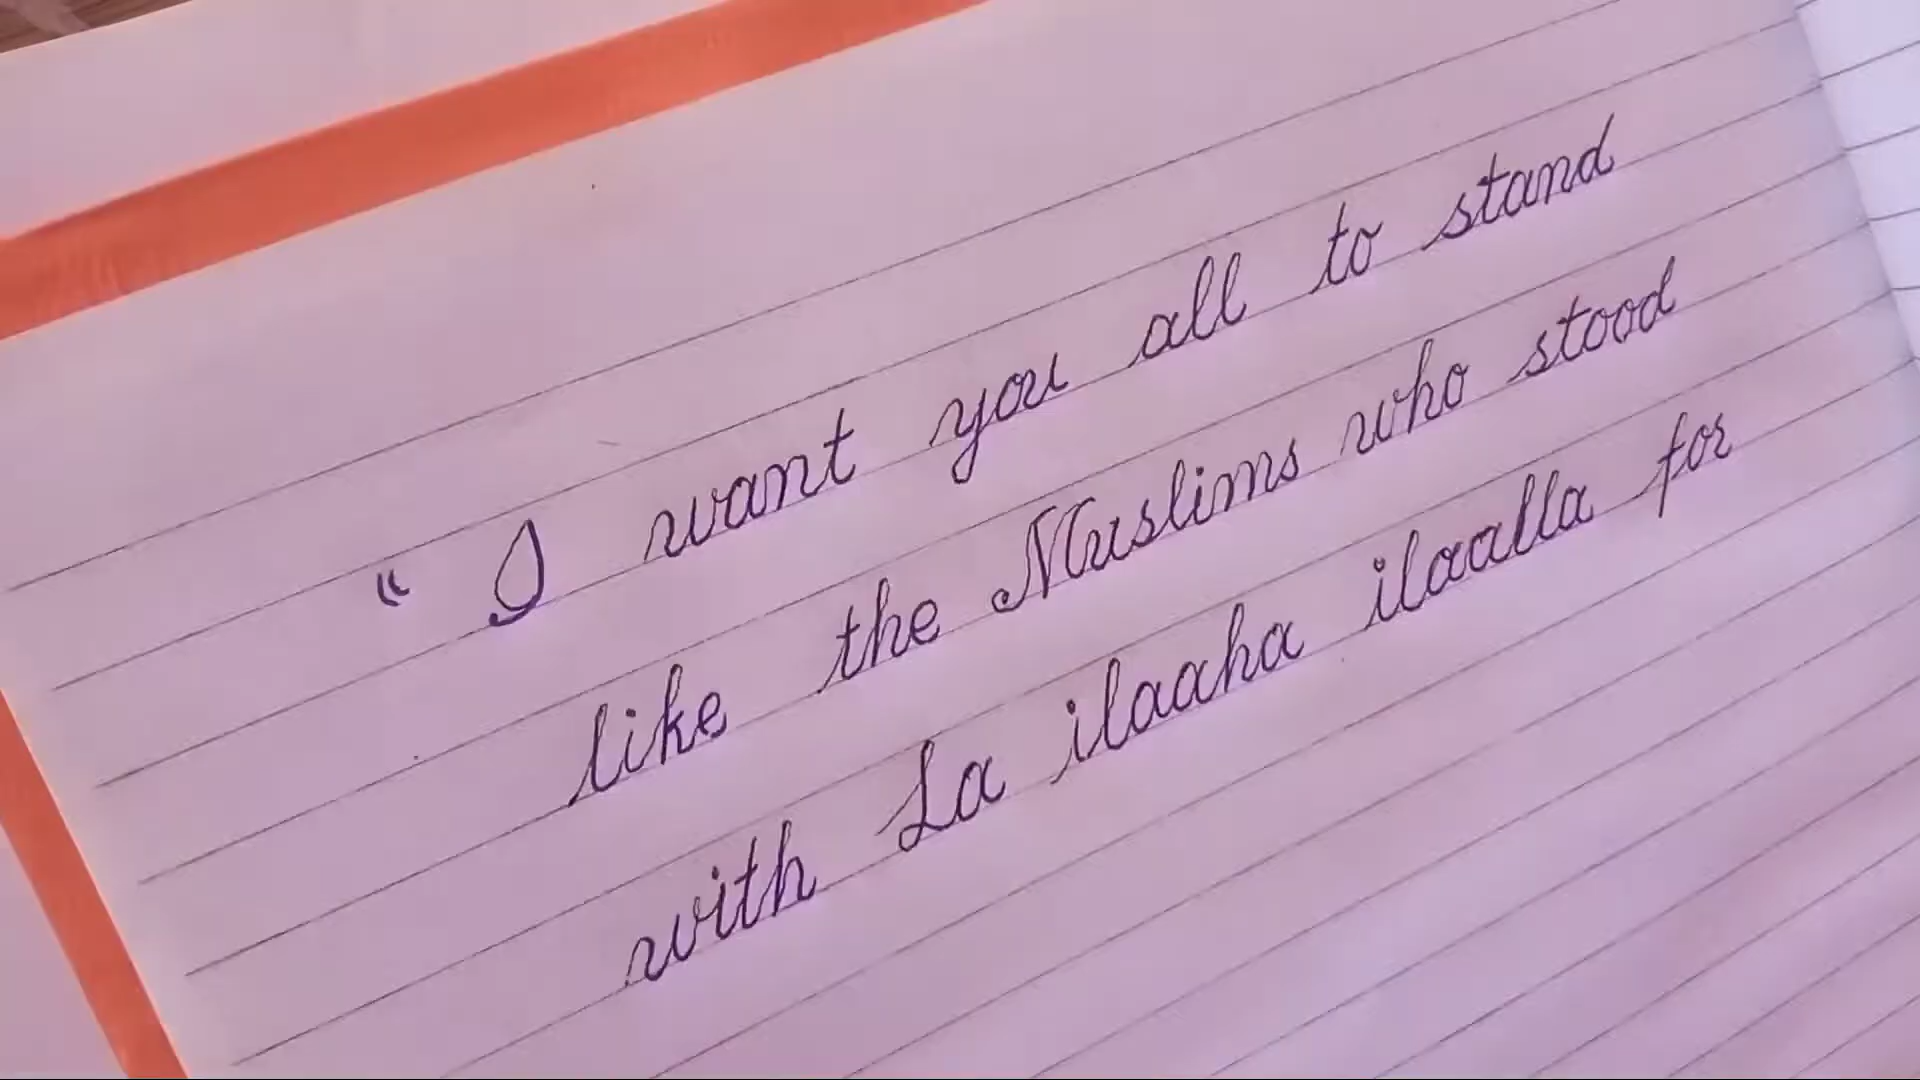 “ I want you all to stand
like the Muslims who stood
with La ilaaha ilaalla for